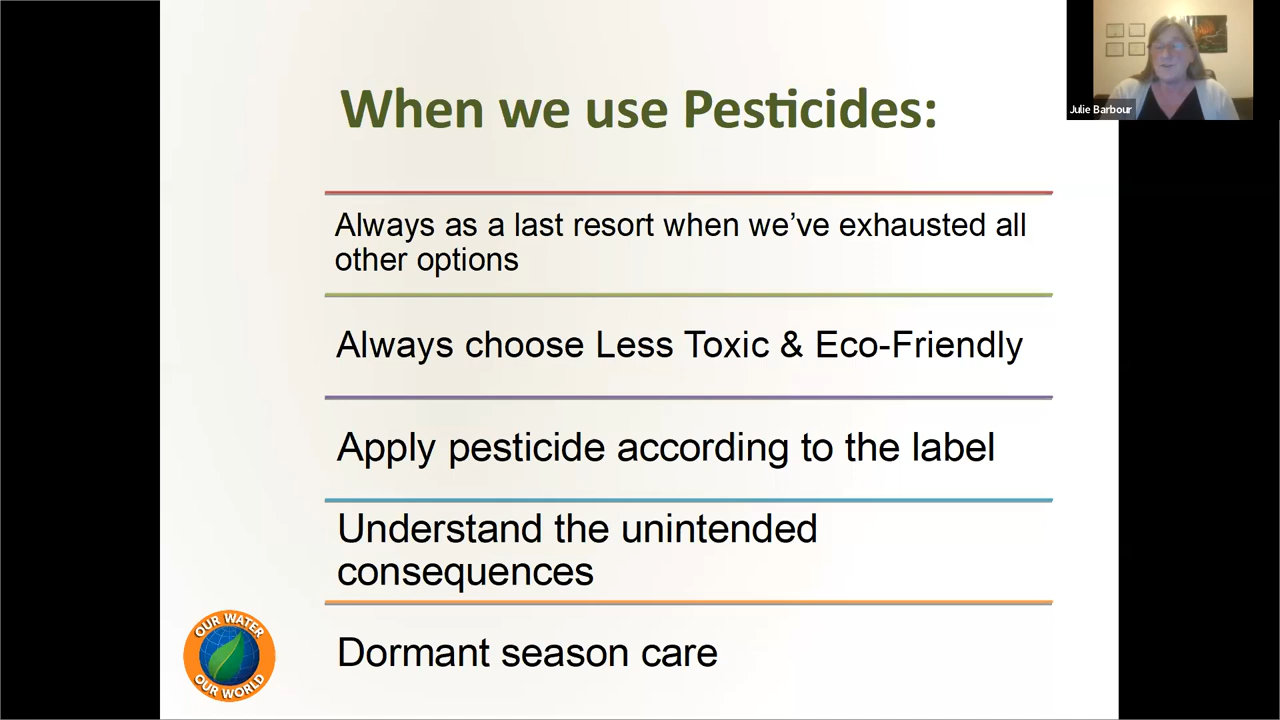 When we use Pesticides:
Julie Barbour
Always as a last resort when we’ve exhausted all
other options
Always choose Less Toxic & Eco-Friendly
Apply pesticide according to the label
Understand the unintended
consequences
Dormant season care
OUR WATER
OUR WORLD